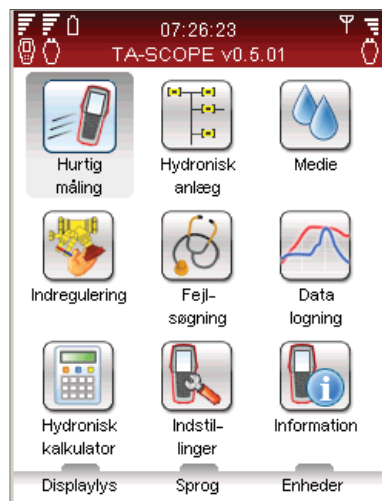 07:26:23
TA-SCOPE v0.5.01
Hurtig
måling
Hydronisk
anlæg
Medie
Indregulering
Fejl-
søgning
Data
logning
Hydronisk
kalkulator
Indstil-
linger
Information
Displaylys
Sprog
Enheder